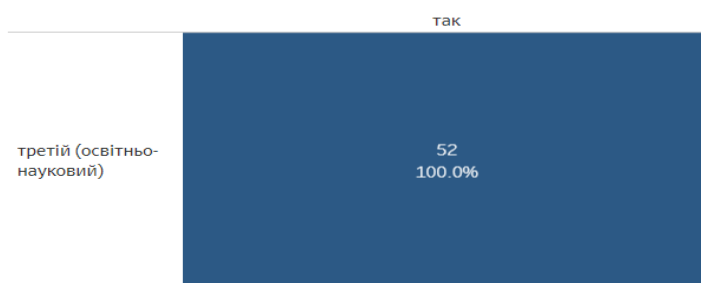 так
третій (освітньо-
науковий)
52
100.0%